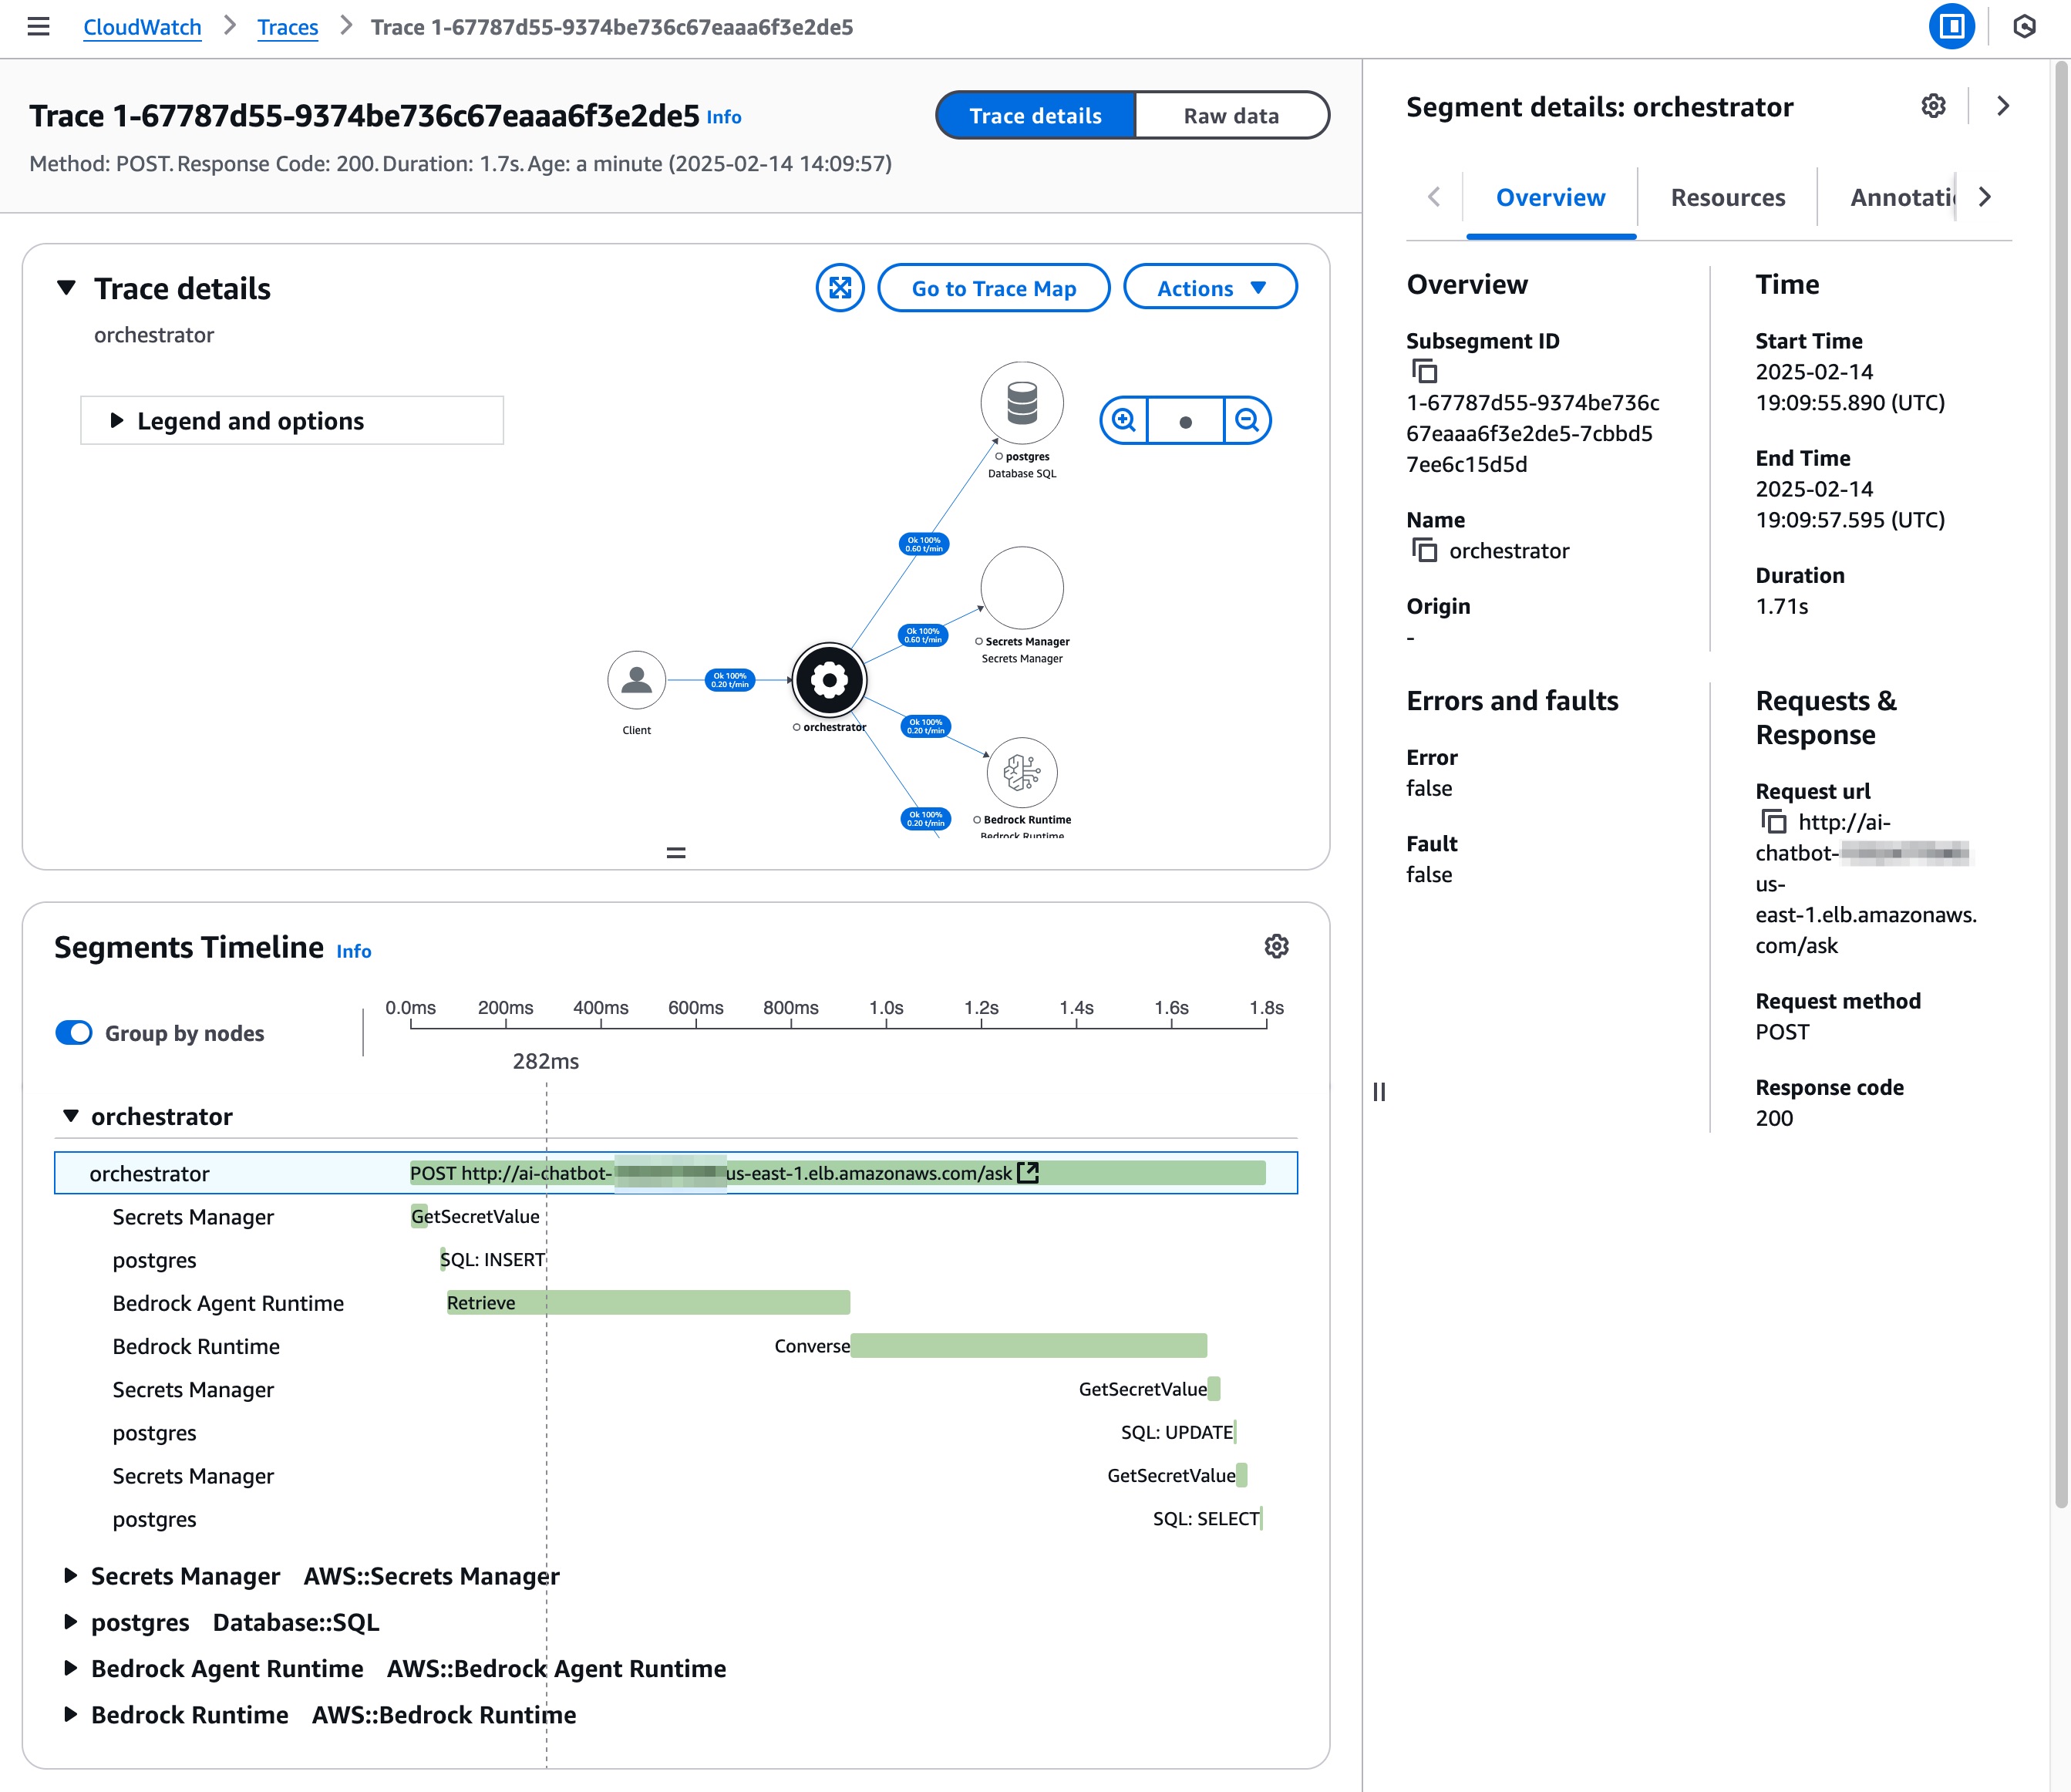 CloudWatch > Traces > Trace 1-67787d55-9374be736c67eaaa6f3e2de5
Trace 1-67787d55-9374be736c67eaaa6f3e2de5 Info
Trace details Raw data
Method: POST. Response Code: 200. Duration: 1.7s. Age: a minute (2025-02-14 14:09:57)
Trace details
orchestrator
Go to Trace Map
Actions
Legend and options
postgres
Database SQL
Ok 100%
0.60 t/min
Ok 100%
0.60 t/min
Secrets Manager
Secrets Manager
Ok 100%
0.20 t/min
Client
orchestrator
Ok 100%
0.20 t/min
Bedrock Runtime
Bedrock Runtime
Ok 100%
0.20 t/min
Segments Timeline Info
0.0ms 200ms 400ms 600ms 800ms 1.0s 1.2s 1.4s 1.6s 1.8s
Group by nodes
282ms
orchestrator
orchestrator POST http://ai-chatbot- us-east-1.elb.amazonaws.com/ask
Secrets Manager GetSecretValue
postgres SQL: INSERT
Bedrock Agent Runtime Retrieve
Bedrock Runtime Converse
Secrets Manager GetSecretValue
postgres SQL: UPDATE
Secrets Manager GetSecretValue
postgres SQL: SELECT
Secrets Manager AWS::Secrets Manager
postgres Database::SQL
Bedrock Agent Runtime AWS::Bedrock Agent Runtime
Bedrock Runtime AWS::Bedrock Runtime
Segment details: orchestrator
Overview Resources Annotati
Overview
Subsegment ID
1-67787d55-9374be736c
67eaaa6f3e2de5-7cbbd5
7ee6c15d5d
Name
orchestrator
Origin
-
Time
Start Time
2025-02-14
19:09:55.890 (UTC)
End Time
2025-02-14
19:09:57.595 (UTC)
Duration
1.71s
Errors and faults
Error
false
Fault
false
Requests &
Response
Request url
http://ai-
chatbot-
us-
east-1.elb.amazonaws.
com/ask
Request method
POST
Response code
200